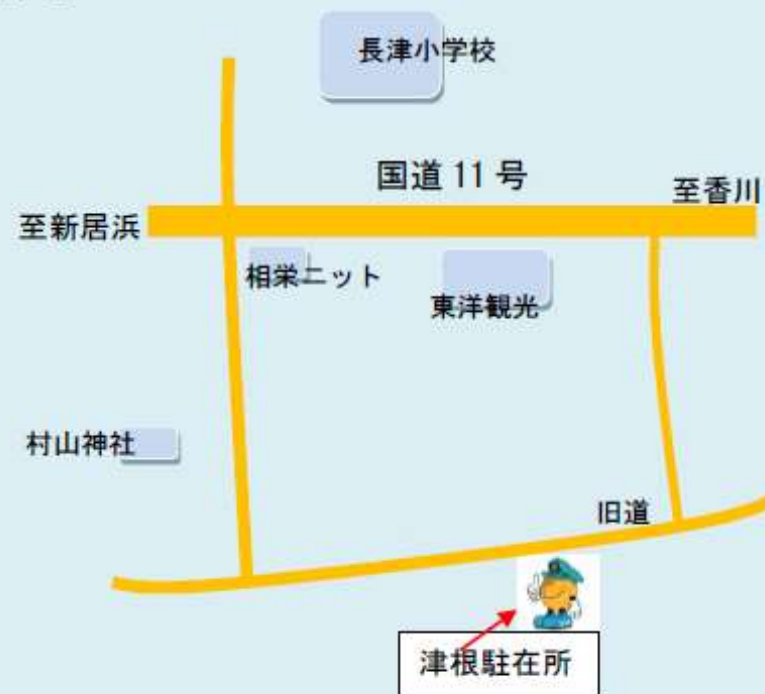 長津小学校
国道 11 号
至香川
至新居浜
相栄ニット
東洋観光
村山神社
旧道
津根駐在所